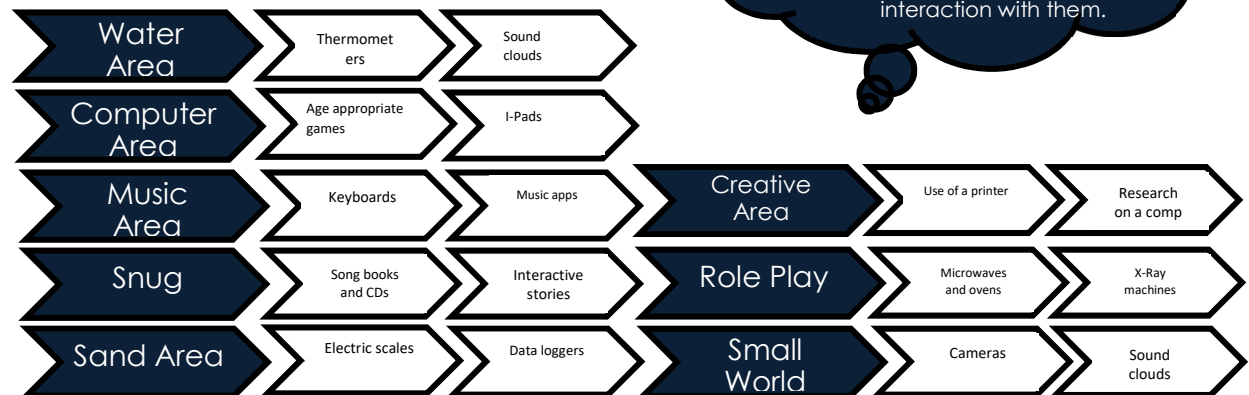 interaction with them.
Water
Area
Thermomet
ers
Sound
clouds
Computer
Area
Age appropriate
games
I-Pads
Music
Area
Keyboards
Music apps
Snug
Song books
and CDs
Interactive
stories
Sand Area
Electric scales
Data loggers
Creative
Area
Use of a printer
Research
on a comp
Role Play
Microwaves
and ovens
X-Ray
machines
Small
World
Cameras
Sound
clouds